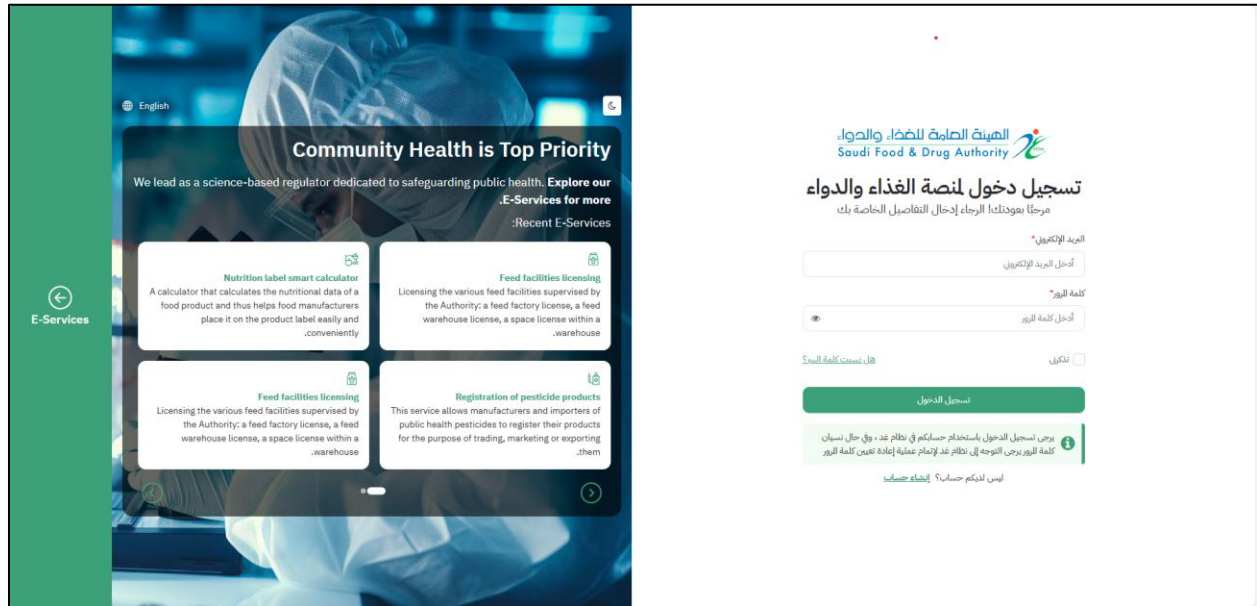 English
Community Health is Top Priority
We lead as a science-based regulator dedicated to safeguarding public health. Explore our
.E-Services for more
:Recent E-Services
Nutrition label smart calculator
A calculator that calculates the nutritional data of a
food product and thus helps food manufacturers
place it on the product label easily and
.conveniently
Feed facilities licensing
Licensing the various feed facilities supervised by
the Authority: a feed factory license, a feed
warehouse license, a space license within a
.warehouse
Feed facilities licensing
Licensing the various feed facilities supervised by
the Authority: a feed factory license, a feed
warehouse license, a space license within a
.warehouse
Registration of pesticide products
This service allows manufacturers and importers of
public health pesticides to register their products
for the purpose of trading, marketing or exporting
.them
E-Services
الهيئة العامة للغذاء والدواء
Saudi Food & Drug Authority
تسجيل دخول لمنصة الغذاء والدواء
مرحبًا بعودتك! الرجاء إدخال التفاصيل الخاصة بك
البريد الإلكتروني*
أدخل البريد الإلكتروني
كلمة المرور*
أدخل كلمة المرور
تذكرني
هل نسيت كلمة السر؟
تسجيل الدخول
يرجى تسجيل الدخول باستخدام حسابكم في نظام غد ، وفي حال نسيان
كلمة المرور يرجى التوجه إلى نظام غد لإتمام عملية إعادة تعيين كلمة المرور
ليس لديكم حساب؟ إنشاء حساب